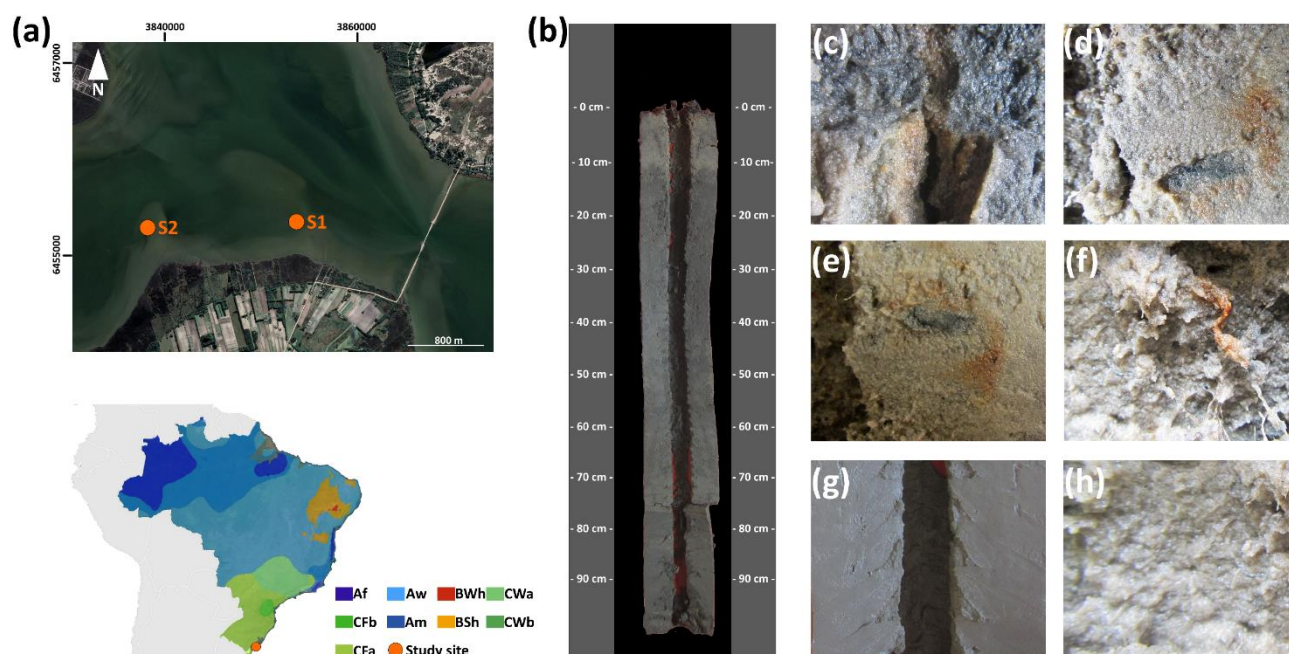 (a)
3840000 3860000
6457000
N
S2 S1
6455000
800 m
Af Aw BWh CWa
CFb Am BSh CWb
CFa Study site
(b)
- 0 cm - - 0 cm -
- 10 cm - - 10 cm -
- 20 cm - - 20 cm -
- 30 cm - - 30 cm -
- 40 cm - - 40 cm -
- 50 cm - - 50 cm -
- 60 cm - - 60 cm -
- 70 cm - - 70 cm -
- 80 cm - - 80 cm -
- 90 cm - - 90 cm -
(c) (d)
(e) (f)
(g) (h)